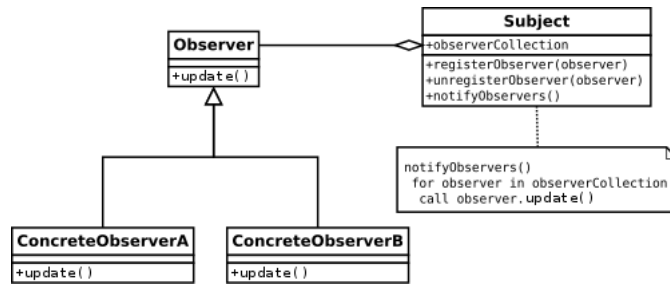 Subject
+observerCollection
+registerObserver(observer)
+unregisterObserver(observer)
+notifyObservers()
Observer
+update()
notifyObservers()
for observer in observerCollection
call observer.update()
ConcreteObserverA
+update()
ConcreteObserverB
+update()